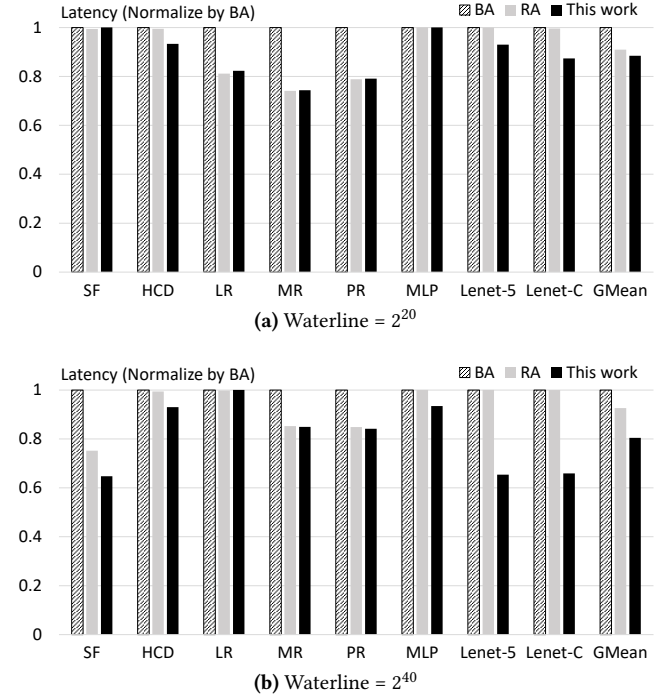 Latency (Normalize by BA) BA RA This work
1
0.8
0.6
0.4
0.2
0
SF HCD LR MR PR MLP Lenet-5 Lenet-C GMean
(a) Waterline = 2^20
Latency (Normalize by BA) BA RA This work
1
0.8
0.6
0.4
0.2
0
SF HCD LR MR PR MLP Lenet-5 Lenet-C GMean
(b) Waterline = 2^40